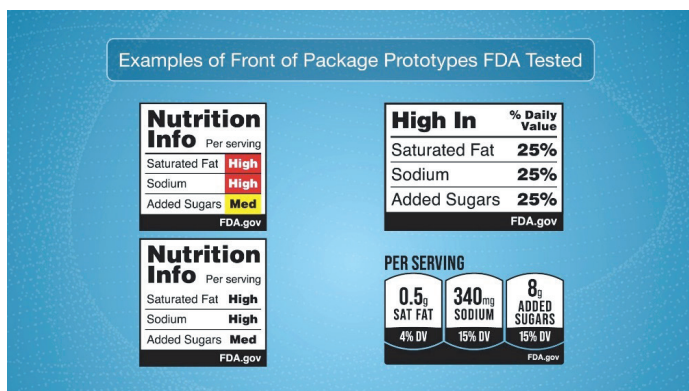 Examples of Front of Package Prototypes FDA Tested
Nutrition
Info Per serving
Saturated Fat High
Sodium High
Added Sugars Med
FDA.gov
High In % Daily Value
Saturated Fat 25%
Sodium 25%
Added Sugars 25%
FDA.gov
Nutrition
Info Per serving
Saturated Fat High
Sodium High
Added Sugars Med
FDA.gov
PER SERVING
0.5g 340mg 8g
SAT FAT SODIUM ADDED SUGARS
4% DV 15% DV 15% DV
FDA.gov